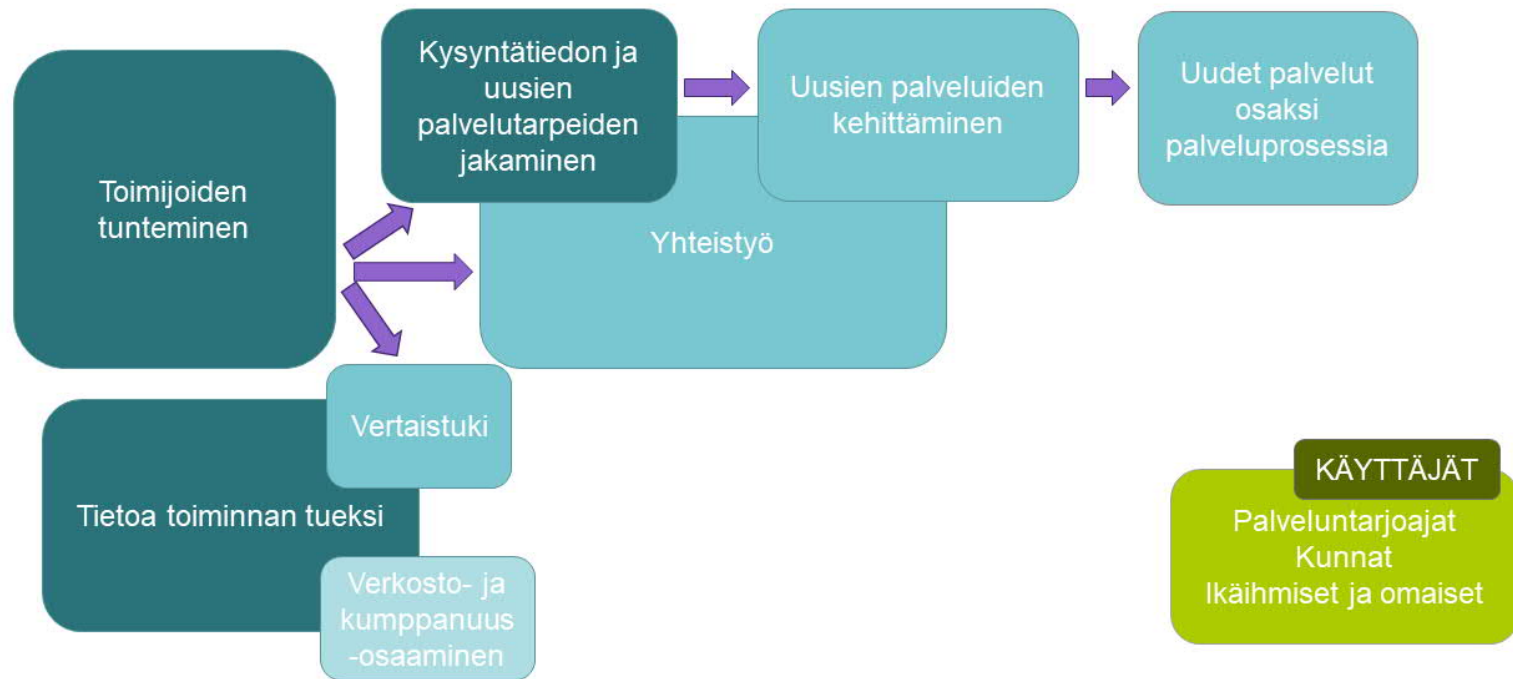 Toimijoiden
tunteminen
Kysyntätiedon ja
uusien
palvelutarpeiden
jakaminen
Uusien palveluiden
kehittäminen
Uudet palvelut
osaksi
palveluprosessia
Yhteistyö
Vertaistuki
Tietoa toiminnan tueksi
Verkosto- ja
kumppanuus
-osaaminen
KÄYTTÄJÄT
Palveluntarjoajat
Kunnat
Ikäihmiset ja omaiset